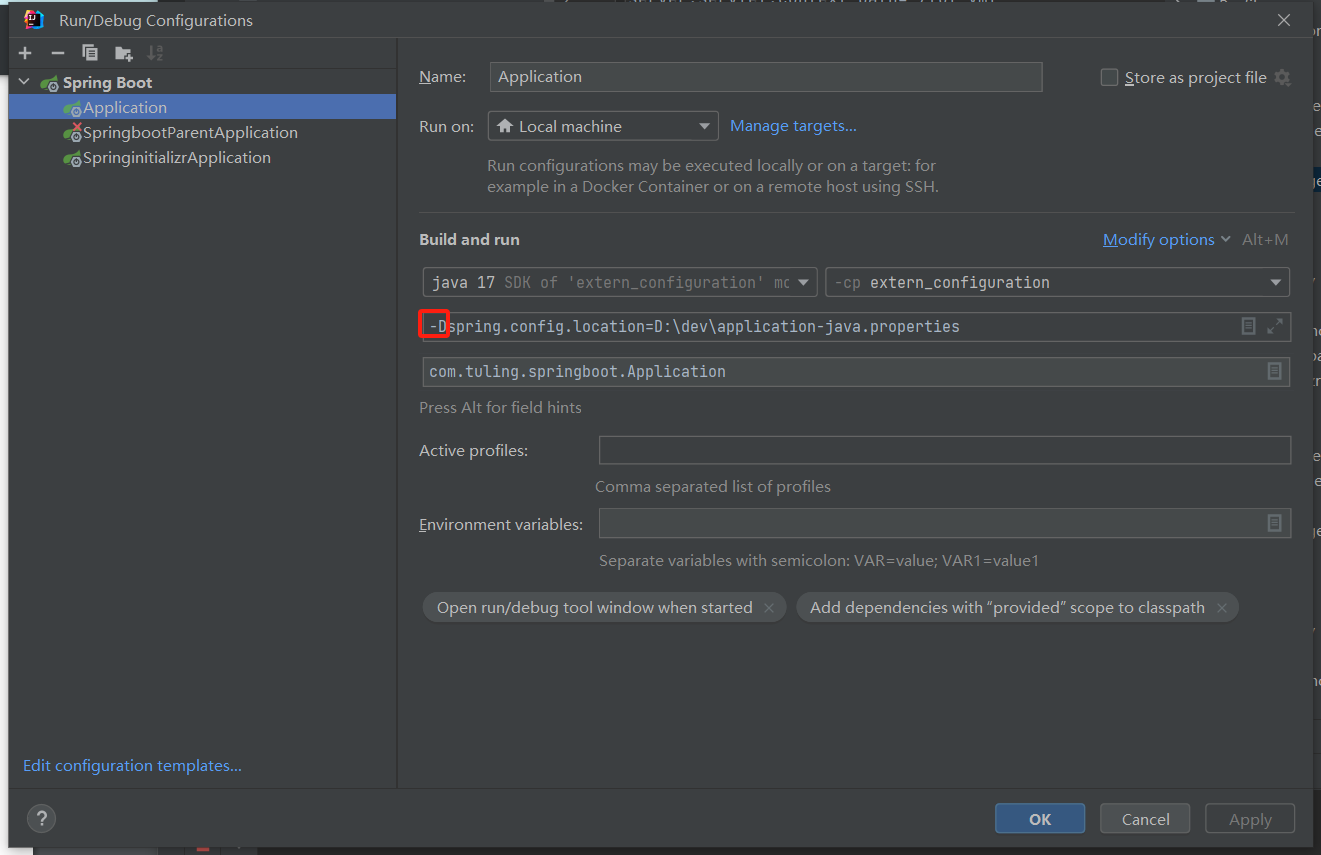 Run/Debug Configurations
Spring Boot
Application
SpringbootParentApplication
SpringinitializrApplication
Edit configuration templates...
Name: Application
Store as project file
Run on: Local machine Manage targets...
Run configurations may be executed locally or on a target: for
example in a Docker Container or on a remote host using SSH.
Build and run Modify options Alt+M
java 17 SDK of 'extern_configuration' mo -cp extern_configuration
-Dspring.config.location=D:\dev\application-java.properties
com.tuling.springboot.Application
Press Alt for field hints
Active profiles:
Comma separated list of profiles
Environment variables:
Separate variables with semicolon: VAR=value; VAR1=value1
Open run/debug tool window when started × Add dependencies with “provided” scope to classpath ×
? OK Cancel Apply